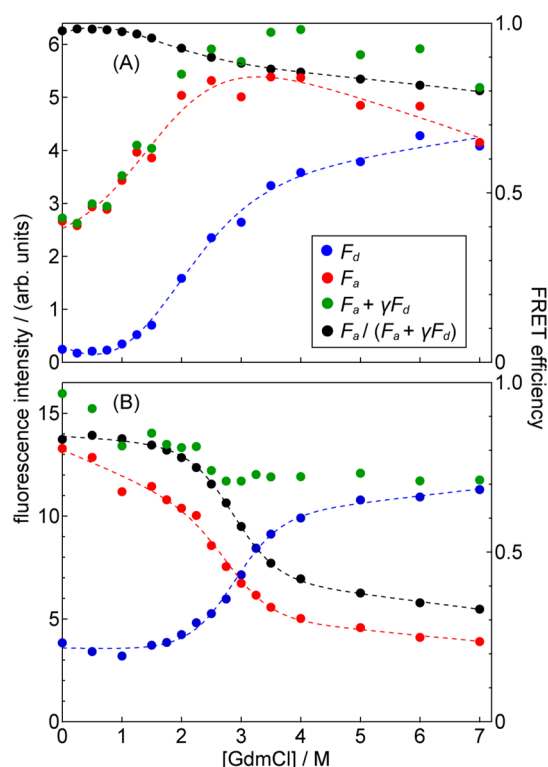 (A)
6
5
4
3
2
1
0
1.0
0.5
0
F_d
F_a
F_a + γF_d
F_a / (F_a + γF_d)
fluorescence intensity / (arb. units)
FRET efficiency
(B)
15
10
5
0
1.0
0.5
0
0 1 2 3 4 5 6 7
[GdmCl] / M